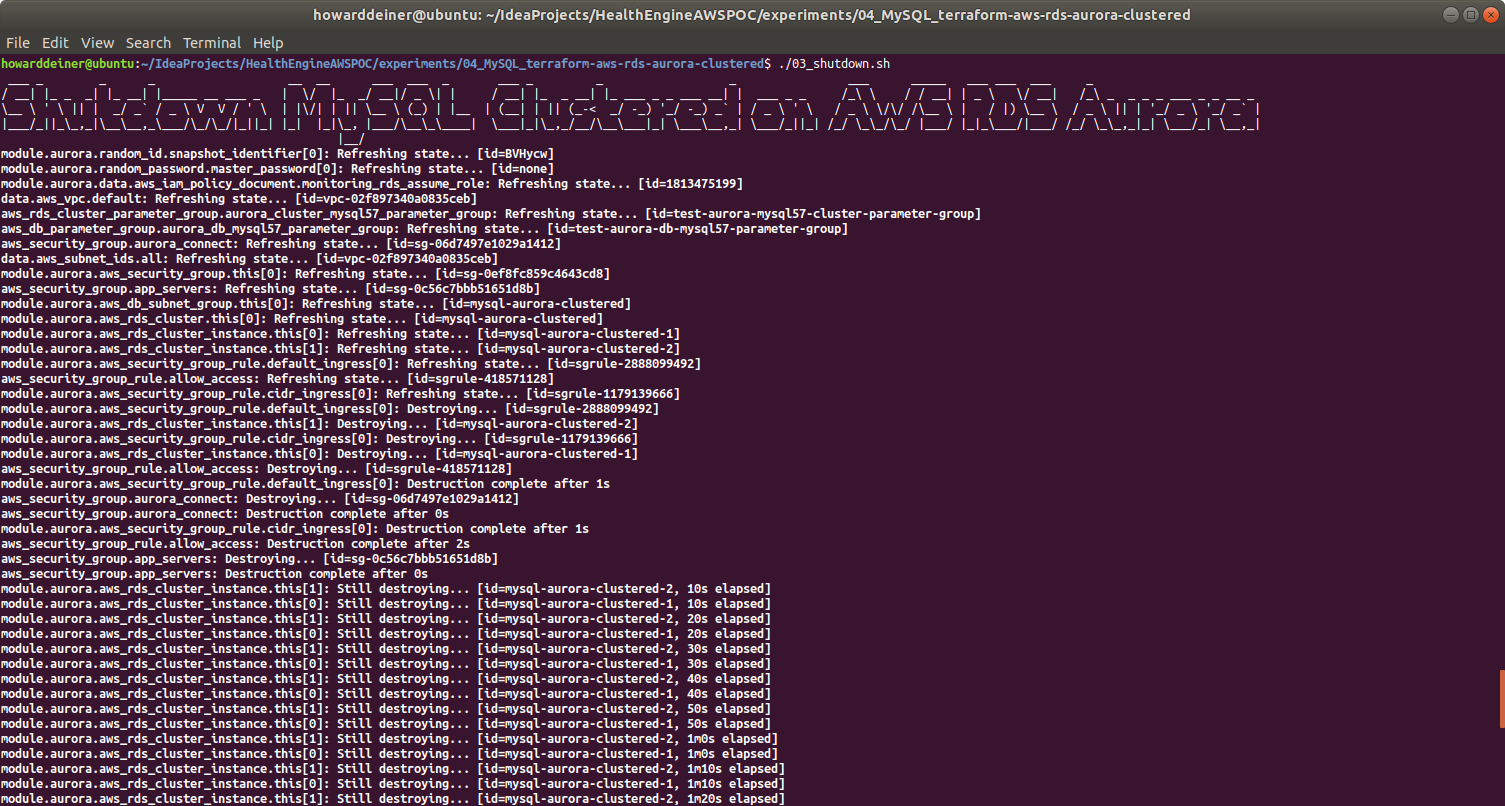 howarddeiner@ubuntu: ~/IdeaProjects/HealthEngineAWSPOC/experiments/04_MySQL_terraform-aws-rds-aurora-clustered
File Edit View Search Terminal Help
howarddeiner@ubuntu:~/IdeaProjects/HealthEngineAWSPOC/experiments/04_MySQL_terraform-aws-rds-aurora-clustered$ ./03_shutdown.sh
Shutdown MySQL Clustered on AWS RDS Aurora
module.aurora.random_id.snapshot_identifier[0]: Refreshing state... [id=BVHycw]
module.aurora.random_password.master_password[0]: Refreshing state... [id=none]
module.aurora.data.aws_iam_policy_document.monitoring_rds_assume_role: Refreshing state... [id=1813475199]
data.aws_vpc.default: Refreshing state... [id=vpc-02f897340a0835ceb]
aws_rds_cluster_parameter_group.aurora_cluster_mysql57_parameter_group: Refreshing state... [id=test-aurora-mysql57-cluster-parameter-group]
aws_db_parameter_group.aurora_db_mysql57_parameter_group: Refreshing state... [id=test-aurora-db-mysql57-parameter-group]
aws_security_group.aurora_connect: Refreshing state... [id=sg-06d7497e1029a1412]
data.aws_subnet_ids.all: Refreshing state... [id=vpc-02f897340a0835ceb]
module.aurora.aws_security_group.this[0]: Refreshing state... [id=sg-0ef8fc859c4643cd8]
aws_security_group.app_servers: Refreshing state... [id=sg-0c56c7bbb51651d8b]
module.aurora.aws_db_subnet_group.this[0]: Refreshing state... [id=mysql-aurora-clustered]
module.aurora.aws_rds_cluster.this[0]: Refreshing state... [id=mysql-aurora-clustered]
module.aurora.aws_rds_cluster_instance.this[0]: Refreshing state... [id=mysql-aurora-clustered-1]
module.aurora.aws_rds_cluster_instance.this[1]: Refreshing state... [id=mysql-aurora-clustered-2]
module.aurora.aws_security_group_rule.default_ingress[0]: Refreshing state... [id=sgrule-2888099492]
aws_security_group_rule.allow_access: Refreshing state... [id=sgrule-418571128]
module.aurora.aws_security_group_rule.cidr_ingress[0]: Refreshing state... [id=sgrule-1179139666]
module.aurora.aws_security_group_rule.default_ingress[0]: Destroying... [id=sgrule-2888099492]
module.aurora.aws_rds_cluster_instance.this[1]: Destroying... [id=mysql-aurora-clustered-2]
module.aurora.aws_security_group_rule.cidr_ingress[0]: Destroying... [id=sgrule-1179139666]
module.aurora.aws_rds_cluster_instance.this[0]: Destroying... [id=mysql-aurora-clustered-1]
aws_security_group_rule.allow_access: Destroying... [id=sgrule-418571128]
module.aurora.aws_security_group_rule.default_ingress[0]: Destruction complete after 1s
aws_security_group.aurora_connect: Destroying... [id=sg-06d7497e1029a1412]
aws_security_group.aurora_connect: Destruction complete after 0s
module.aurora.aws_security_group_rule.cidr_ingress[0]: Destruction complete after 1s
aws_security_group_rule.allow_access: Destruction complete after 2s
aws_security_group.app_servers: Destroying... [id=sg-0c56c7bbb51651d8b]
aws_security_group.app_servers: Destruction complete after 0s
module.aurora.aws_rds_cluster_instance.this[1]: Still destroying... [id=mysql-aurora-clustered-2, 10s elapsed]
module.aurora.aws_rds_cluster_instance.this[0]: Still destroying... [id=mysql-aurora-clustered-1, 10s elapsed]
module.aurora.aws_rds_cluster_instance.this[1]: Still destroying... [id=mysql-aurora-clustered-2, 20s elapsed]
module.aurora.aws_rds_cluster_instance.this[0]: Still destroying... [id=mysql-aurora-clustered-1, 20s elapsed]
module.aurora.aws_rds_cluster_instance.this[1]: Still destroying... [id=mysql-aurora-clustered-2, 30s elapsed]
module.aurora.aws_rds_cluster_instance.this[0]: Still destroying... [id=mysql-aurora-clustered-1, 30s elapsed]
module.aurora.aws_rds_cluster_instance.this[1]: Still destroying... [id=mysql-aurora-clustered-2, 40s elapsed]
module.aurora.aws_rds_cluster_instance.this[0]: Still destroying... [id=mysql-aurora-clustered-1, 40s elapsed]
module.aurora.aws_rds_cluster_instance.this[1]: Still destroying... [id=mysql-aurora-clustered-2, 50s elapsed]
module.aurora.aws_rds_cluster_instance.this[0]: Still destroying... [id=mysql-aurora-clustered-1, 50s elapsed]
module.aurora.aws_rds_cluster_instance.this[1]: Still destroying... [id=mysql-aurora-clustered-2, 1m0s elapsed]
module.aurora.aws_rds_cluster_instance.this[0]: Still destroying... [id=mysql-aurora-clustered-1, 1m0s elapsed]
module.aurora.aws_rds_cluster_instance.this[1]: Still destroying... [id=mysql-aurora-clustered-2, 1m10s elapsed]
module.aurora.aws_rds_cluster_instance.this[0]: Still destroying... [id=mysql-aurora-clustered-1, 1m10s elapsed]
module.aurora.aws_rds_cluster_instance.this[1]: Still destroying... [id=mysql-aurora-clustered-2, 1m20s elapsed]